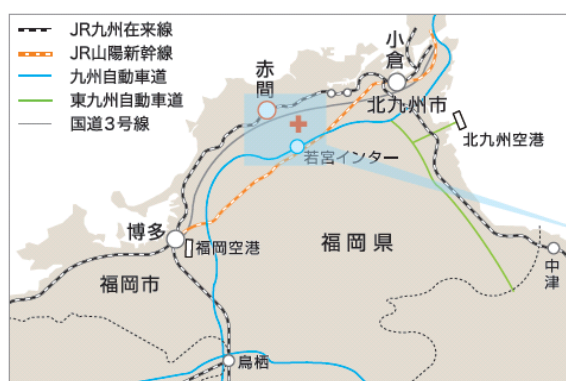 JR九州在来線
JR山陽新幹線
九州自動車道
東九州自動車道
国道3号線
小倉
赤間
北九州市
北九州空港
若宮インター
博多
福岡空港
福岡県
福岡市
中津
鳥栖